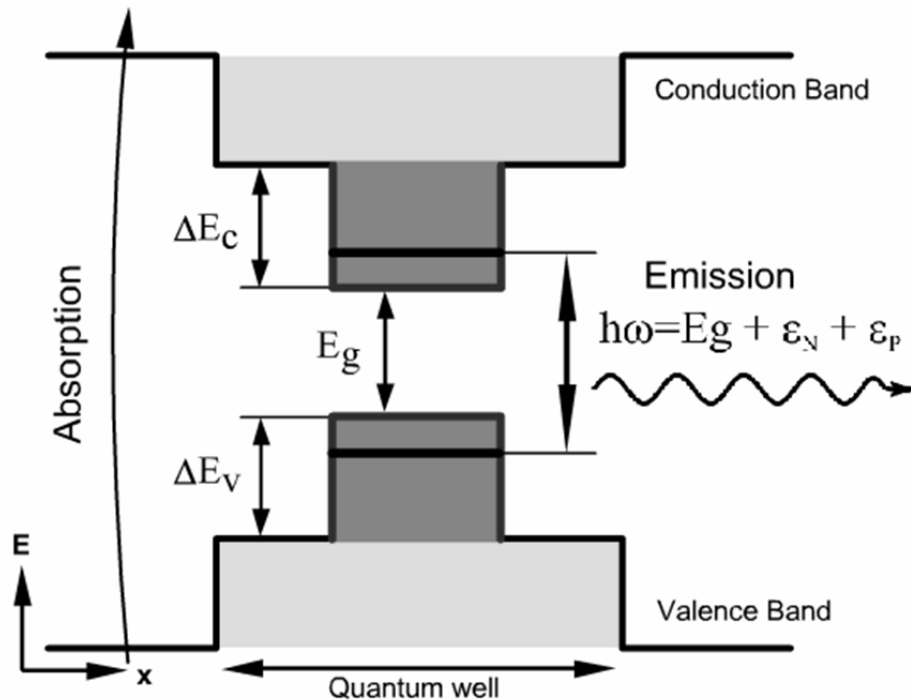 Conduction Band
ΔEc
Absorption
Emission
hω=Eg + εN + εP
Eg
ΔEv
E
Valence Band
x
Quantum well